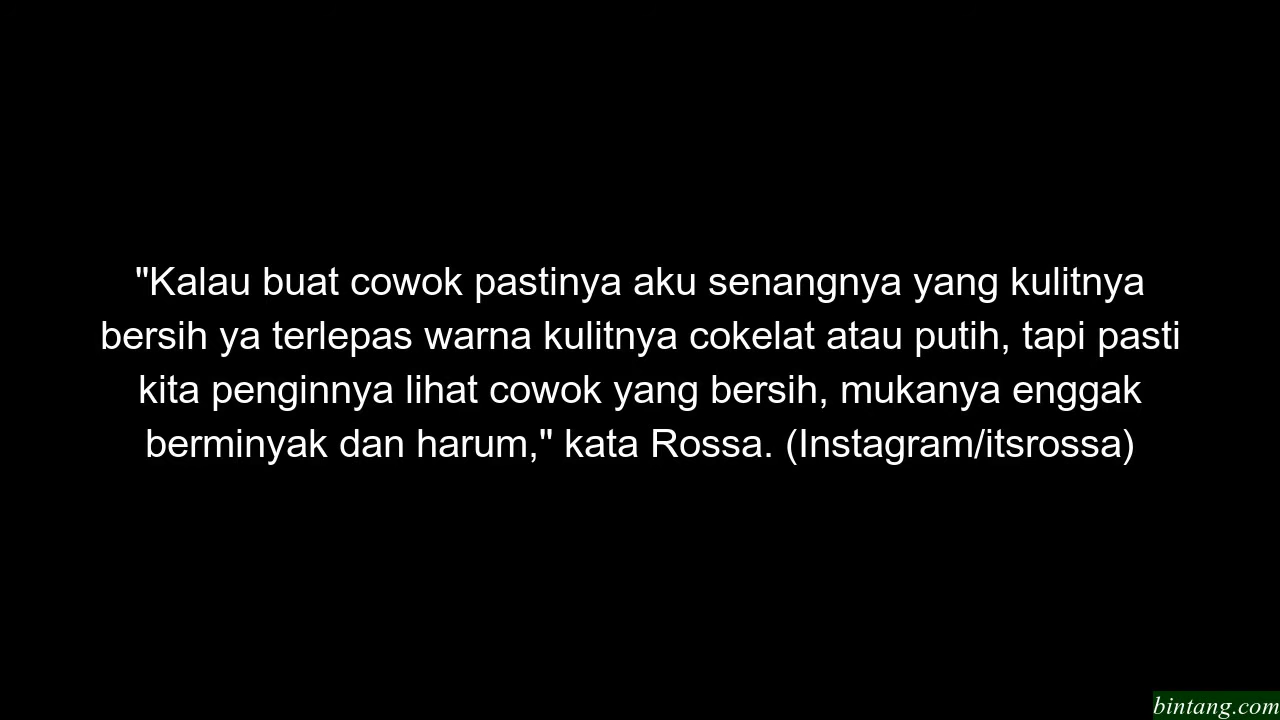 "Kalau buat cowok pastinya aku senangnya yang kulitnya
bersih ya terlepas warna kulitnya cokelat atau putih, tapi pasti
kita penginnya lihat cowok yang bersih, mukanya enggak
berminyak dan harum," kata Rossa. (Instagram/itsrossa)
bintang.com